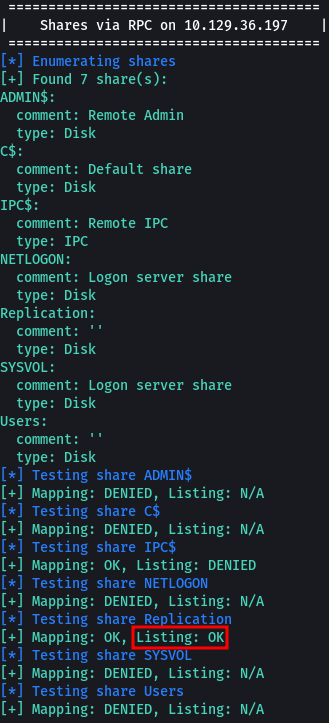 ========================================
|    Shares via RPC on 10.129.36.197    |
========================================
[*] Enumerating shares
[+] Found 7 share(s):
ADMIN$:
  comment: Remote Admin
  type: Disk
C$:
  comment: Default share
  type: Disk
IPC$:
  comment: Remote IPC
  type: IPC
NETLOGON:
  comment: Logon server share
  type: Disk
Replication:
  comment: ''
  type: Disk
SYSVOL:
  comment: Logon server share
  type: Disk
Users:
  comment: ''
  type: Disk
[*] Testing share ADMIN$
[+] Mapping: DENIED, Listing: N/A
[*] Testing share C$
[+] Mapping: DENIED, Listing: N/A
[*] Testing share IPC$
[+] Mapping: OK, Listing: DENIED
[*] Testing share NETLOGON
[+] Mapping: DENIED, Listing: N/A
[*] Testing share Replication
[+] Mapping: OK, Listing: OK
[*] Testing share SYSVOL
[+] Mapping: DENIED, Listing: N/A
[*] Testing share Users
[+] Mapping: DENIED, Listing: N/A